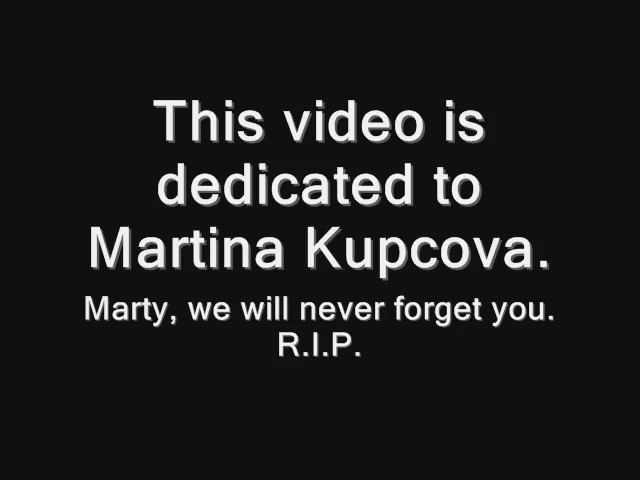 This video is
dedicated to
Martina Kupcova.
Marty, we will never forget you.
R.I.P.